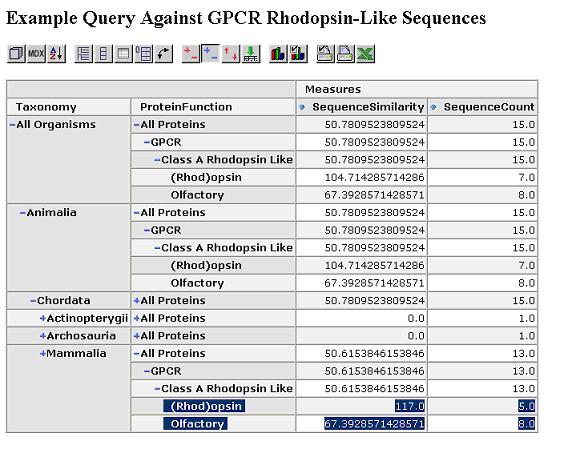 Example Query Against GPCR Rhodopsin-Like Sequences
MDX
Measures
Taxonomy ProteinFunction SequenceSimilarity SequenceCount
-All Organisms -All Proteins 50.7809523809524 15.0
-GPCR 50.7809523809524 15.0
-Class A Rhodopsin Like 50.7809523809524 15.0
(Rhod)opsin 104.714285714286 7.0
Olfactory 67.3928571428571 8.0
-Animalia -All Proteins 50.7809523809524 15.0
-GPCR 50.7809523809524 15.0
-Class A Rhodopsin Like 50.7809523809524 15.0
(Rhod)opsin 104.714285714286 7.0
Olfactory 67.3928571428571 8.0
-Chordata +All Proteins 50.7809523809524 15.0
+Actinopterygii +All Proteins 0.0 1.0
+Archosauria +All Proteins 0.0 1.0
+Mammalia -All Proteins 50.6153846153846 13.0
-GPCR 50.6153846153846 13.0
-Class A Rhodopsin Like 50.6153846153846 13.0
(Rhod)opsin 117.0 5.0
Olfactory 67.3928571428571 8.0